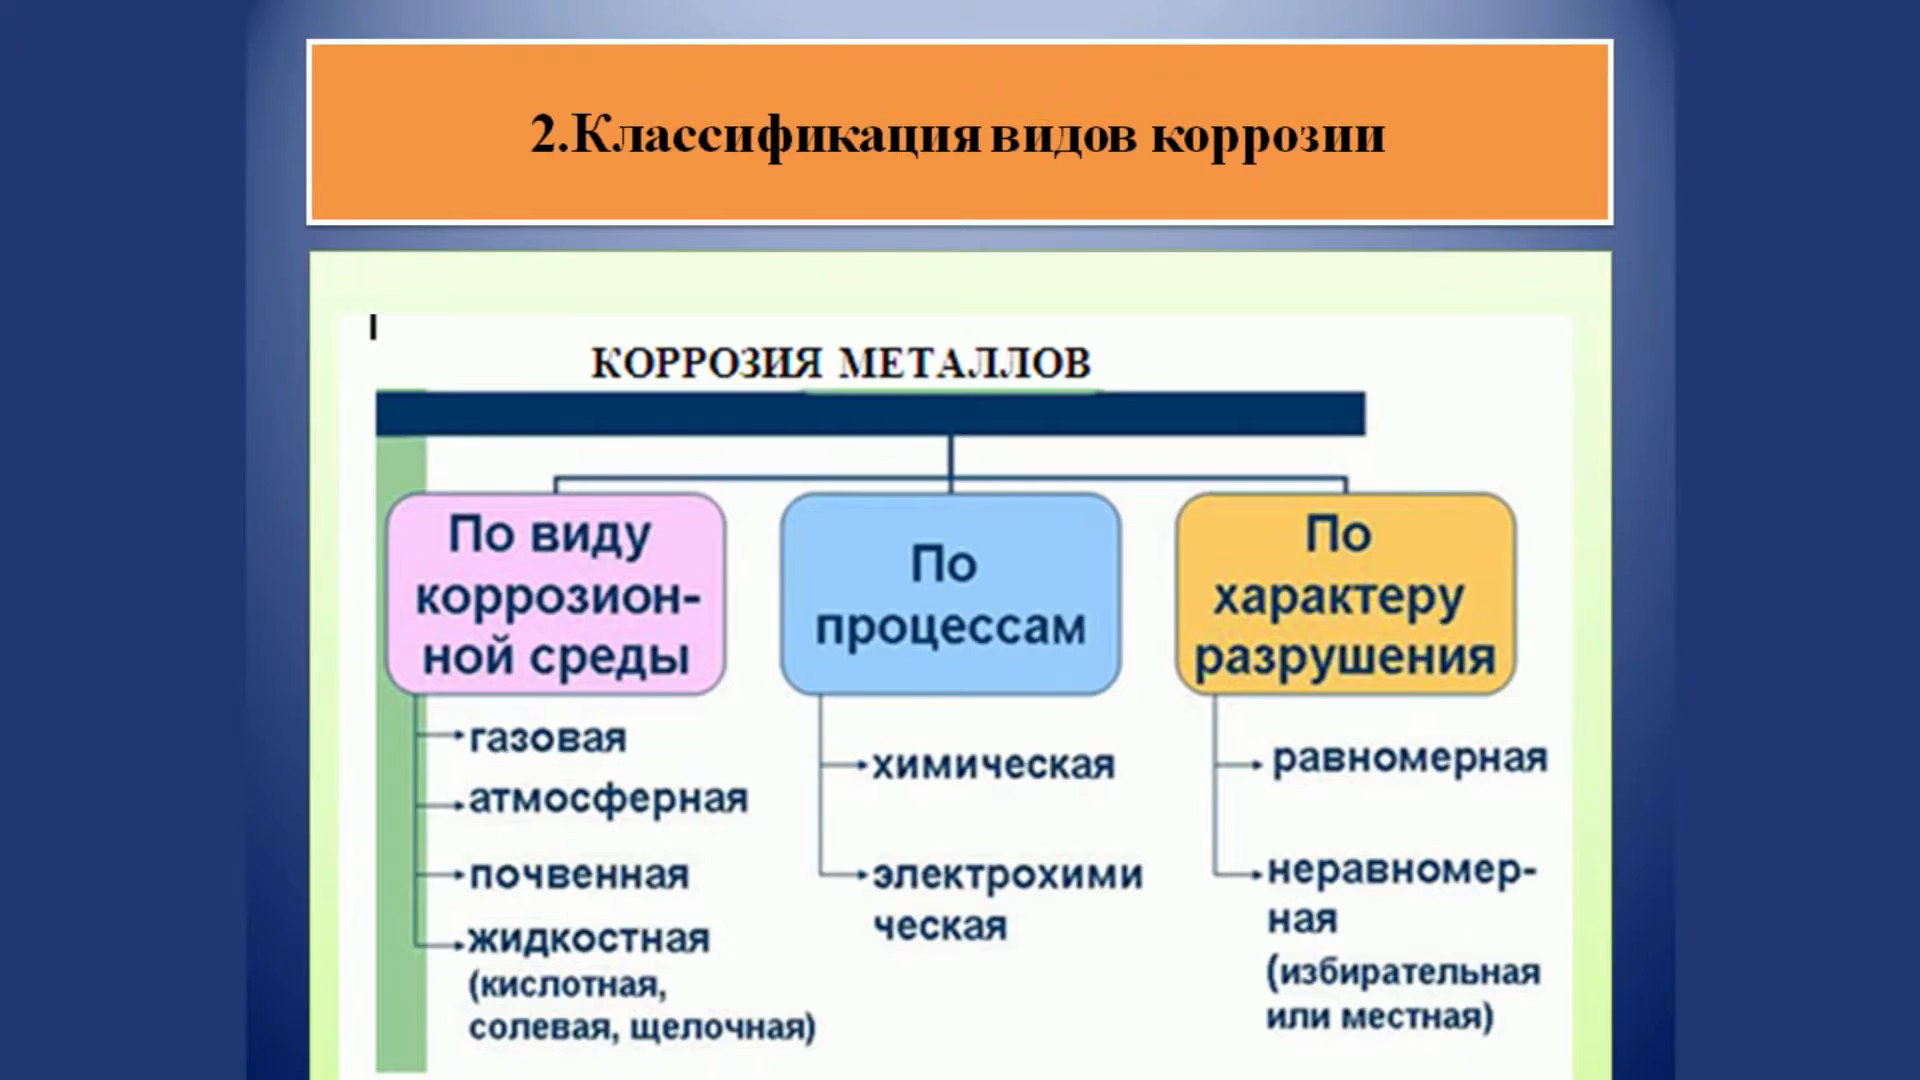 2.Классификация видов коррозии
КОРРОЗИЯ МЕТАЛЛОВ
По виду
коррозион-
ной среды
газовая
атмосферная
почвенная
жидкостная
(кислотная,
солевая, щелочная)
По
процессам
химическая
электрохими
ческая
По
характеру
разрушения
равномерная
неравномер-
ная
(избирательная
или местная)